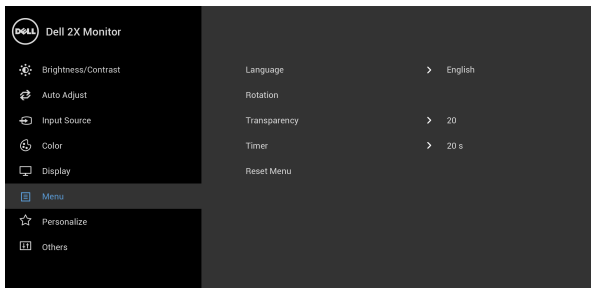 DELL Dell 2X Monitor
Brightness/Contrast
Auto Adjust
Input Source
Color
Display
Menu
Personalize
Others
Language > English
Rotation
Transparency > 20
Timer > 20 s
Reset Menu